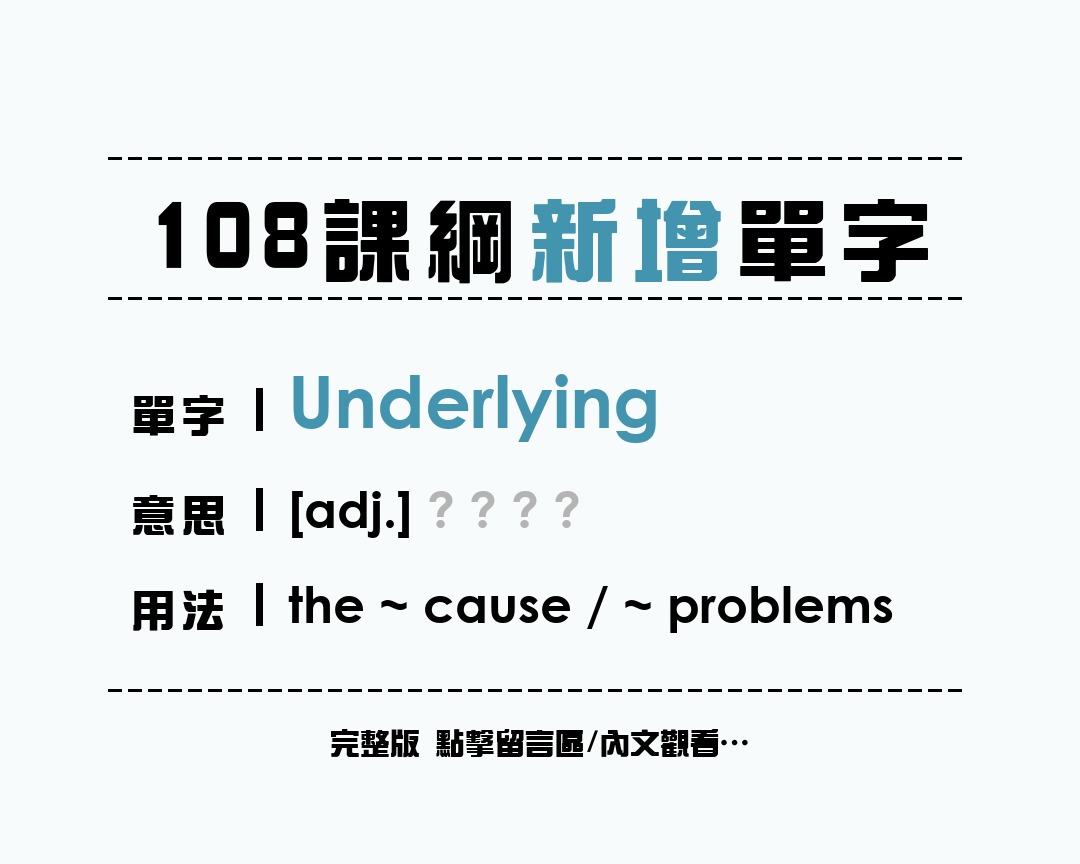 108課綱新增單字
單字 | Underlying
意思 | [adj.] ? ? ? ?
用法 | the ~ cause / ~ problems
完整版 點擊留言區/內文觀看…